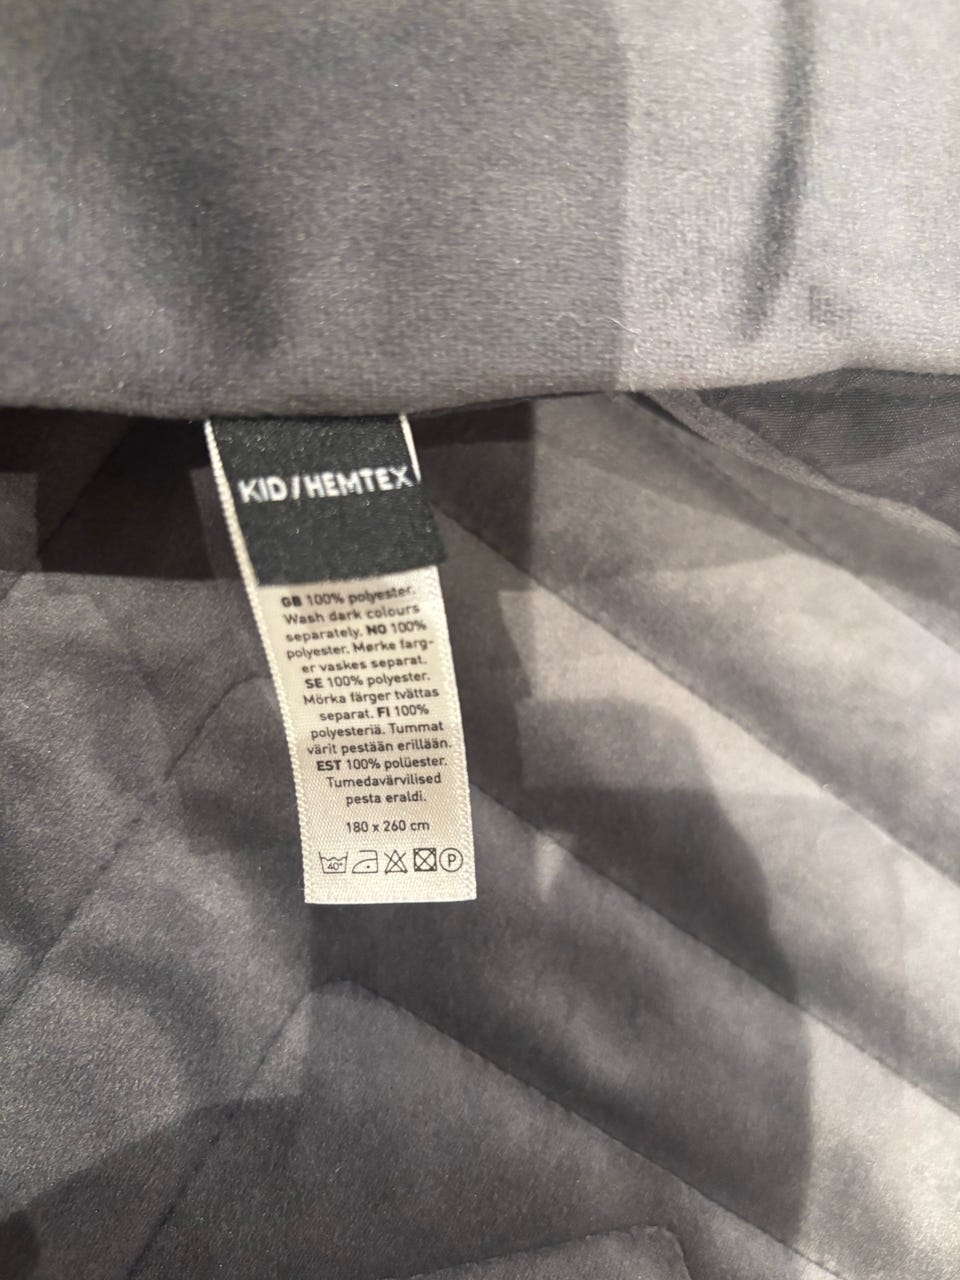 KID/HEMTEX
GB 100% polyester.
Wash dark colours
separately. NO 100%
polyester. Mørke farg-
er vaskes separat.
SE 100% polyester.
Mörka färger tvättas
separat. FI 100%
polyesteriä. Tummat
värit pestään erillään.
EST 100% polüester.
Tumedavärvilised
pesta eraldi.
180 x 260 cm
40° P